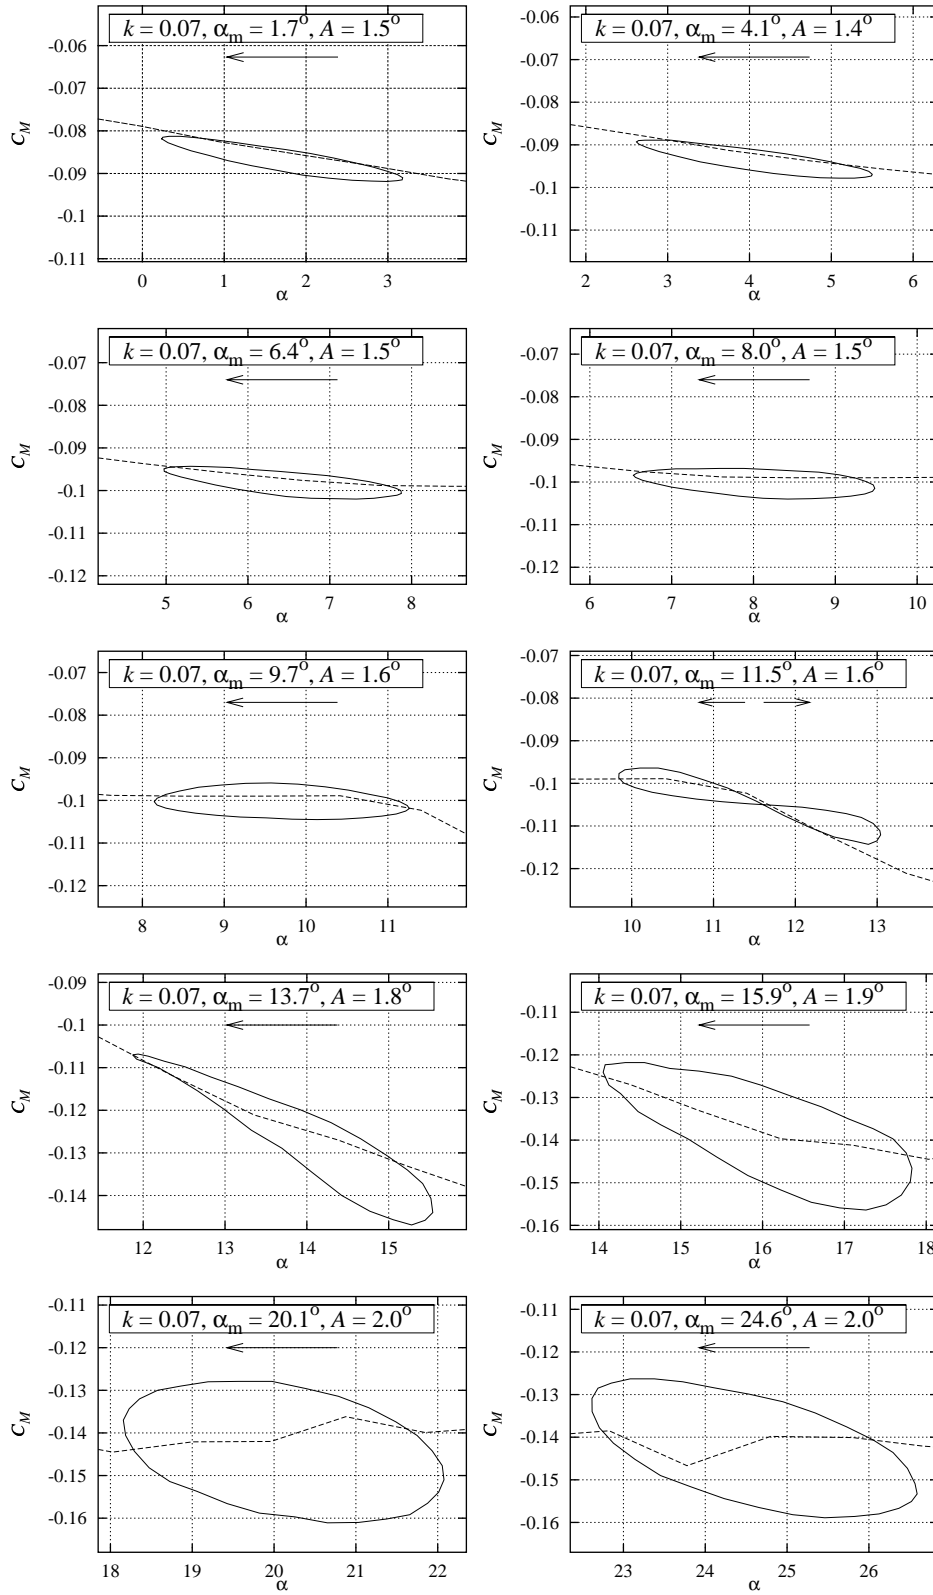 k = 0.07, αm = 1.7°, A = 1.5°
-0.06
-0.07
-0.08
-0.09
-0.1
-0.11
CM
0 1 2 3
α
k = 0.07, αm = 4.1°, A = 1.4°
-0.06
-0.07
-0.08
-0.09
-0.1
-0.11
CM
2 3 4 5 6
α
k = 0.07, αm = 6.4°, A = 1.5°
-0.07
-0.08
-0.09
-0.1
-0.11
-0.12
CM
5 6 7 8
α
k = 0.07, αm = 8.0°, A = 1.5°
-0.07
-0.08
-0.09
-0.1
-0.11
-0.12
CM
6 7 8 9 10
α
k = 0.07, αm = 9.7°, A = 1.6°
-0.07
-0.08
-0.09
-0.1
-0.11
-0.12
CM
8 9 10 11
α
k = 0.07, αm = 11.5°, A = 1.6°
-0.07
-0.08
-0.09
-0.1
-0.11
-0.12
CM
10 11 12 13
α
k = 0.07, αm = 13.7°, A = 1.8°
-0.09
-0.1
-0.11
-0.12
-0.13
-0.14
CM
12 13 14 15
α
k = 0.07, αm = 15.9°, A = 1.9°
-0.11
-0.12
-0.13
-0.14
-0.15
-0.16
CM
14 15 16 17 18
α
k = 0.07, αm = 20.1°, A = 2.0°
-0.11
-0.12
-0.13
-0.14
-0.15
-0.16
CM
18 19 20 21 22
α
k = 0.07, αm = 24.6°, A = 2.0°
-0.11
-0.12
-0.13
-0.14
-0.15
-0.16
CM
23 24 25 26
α